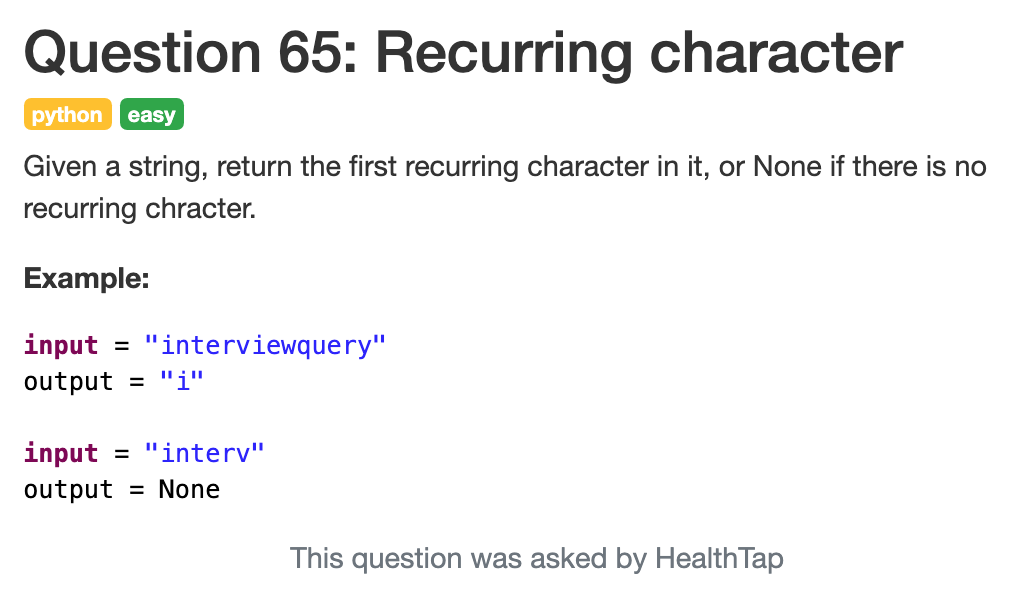 Question 65: Recurring character
python easy
Given a string, return the first recurring character in it, or None if there is no
recurring chracter.
Example:
input = "interviewquery"
output = "i"
input = "interv"
output = None
This question was asked by HealthTap